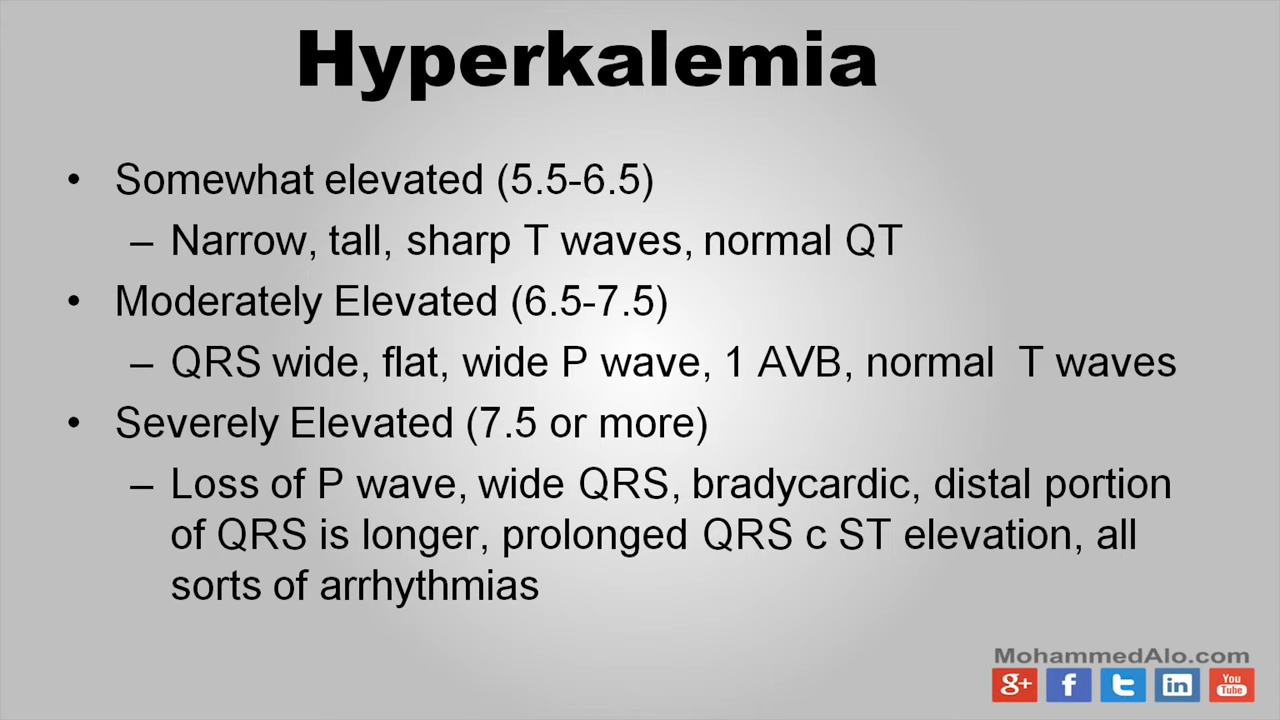 Hyperkalemia
• Somewhat elevated (5.5-6.5)
– Narrow, tall, sharp T waves, normal QT
• Moderately Elevated (6.5-7.5)
– QRS wide, flat, wide P wave, 1 AVB, normal  T waves
• Severely Elevated (7.5 or more)
– Loss of P wave, wide QRS, bradycardic, distal portion
of QRS is longer, prolonged QRS c ST elevation, all
sorts of arrhythmias
MohammedAlo.com
g+ f t in You Tube